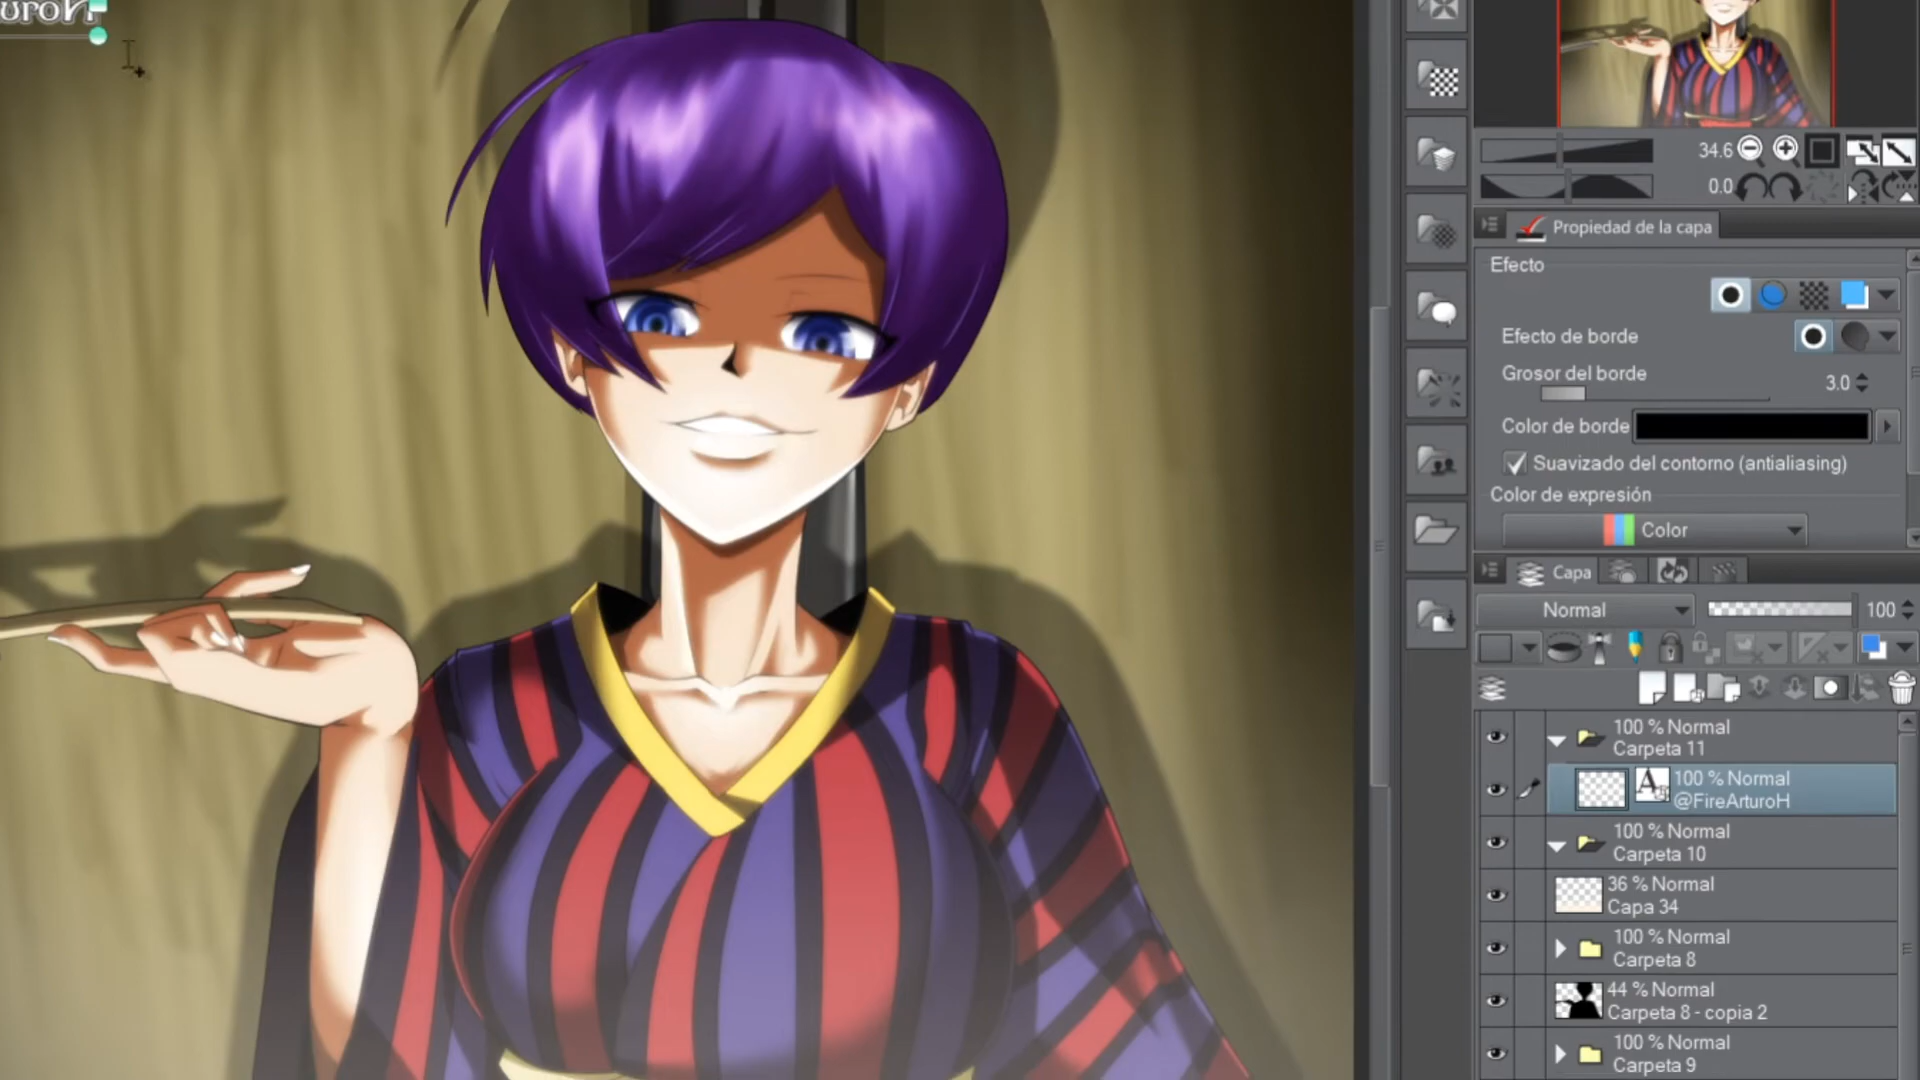 uroH
34.6
0.0
Propiedad de la capa
Efecto
Efecto de borde
Grosor del borde
3.0
Color de borde
Suavizado del contorno (antialiasing)
Color de expresión
Color
Capa
Normal
100
100 % Normal
Carpeta 11
100 % Normal
@FireArturoH
100 % Normal
Carpeta 10
36 % Normal
Capa 34
100 % Normal
Carpeta 8
44 % Normal
Carpeta 8 - copia 2
100 % Normal
Carpeta 9